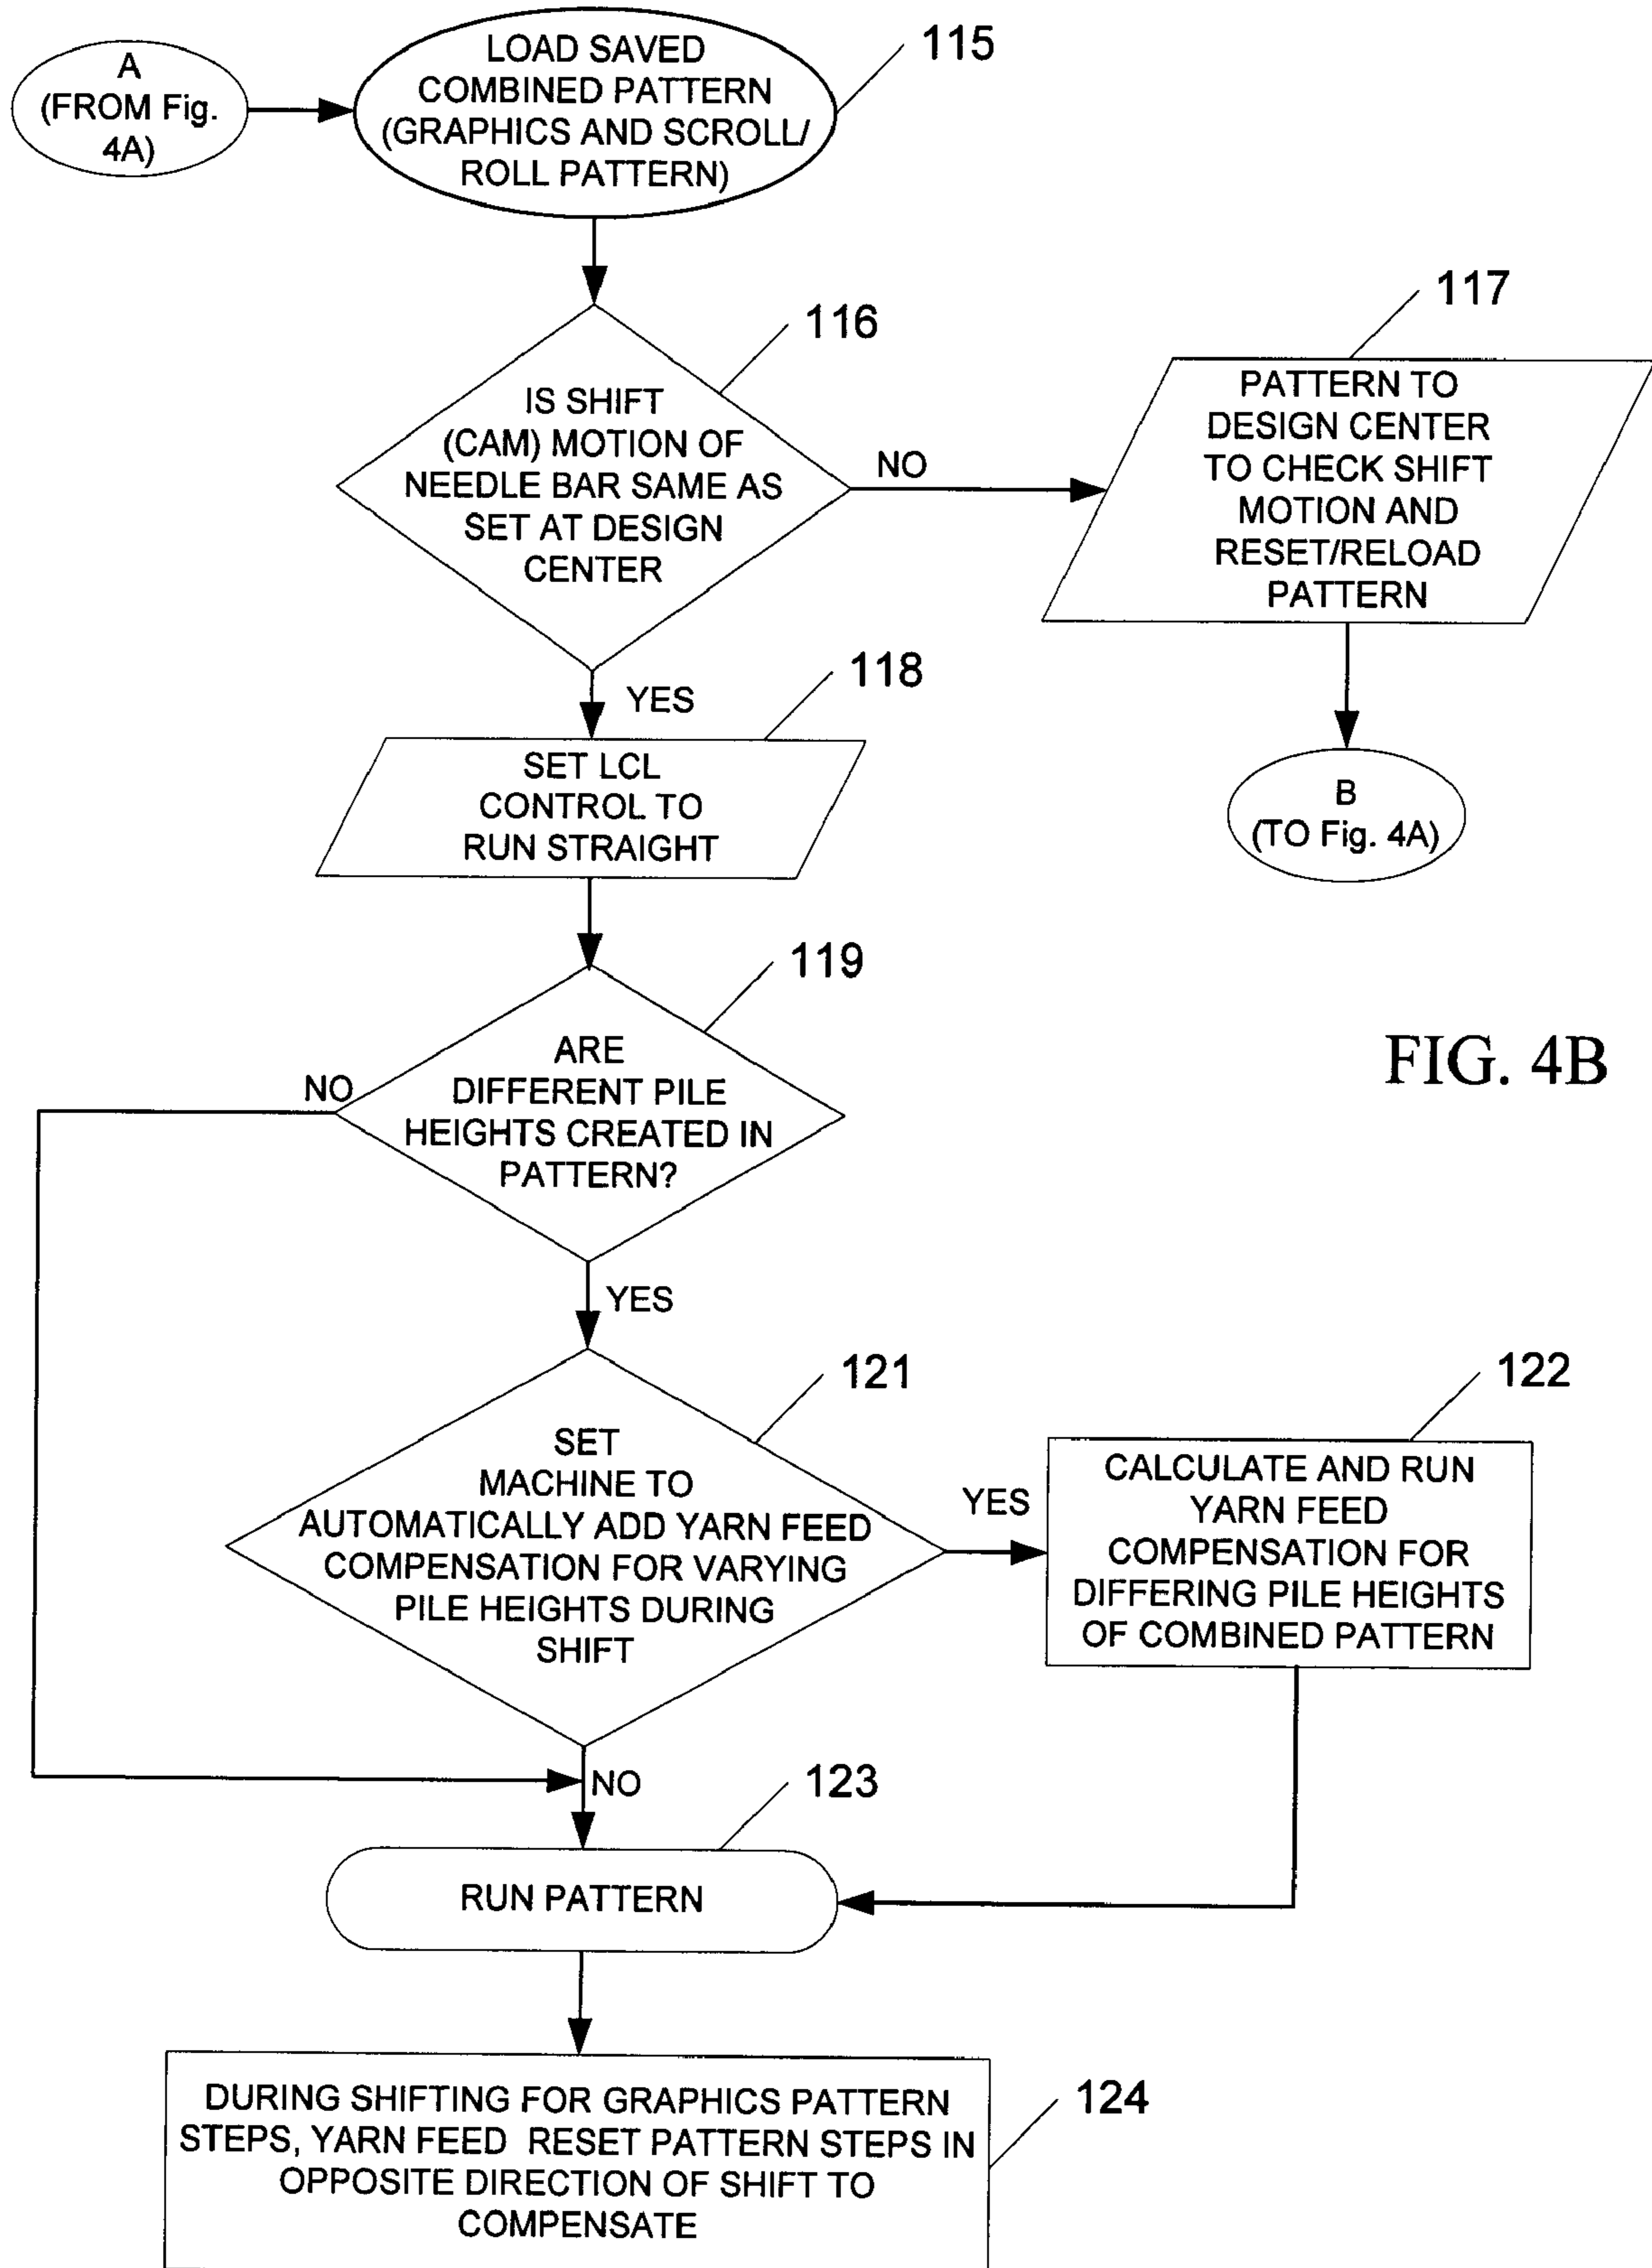 A
(FROM Fig.
4A)
LOAD SAVED
COMBINED PATTERN
(GRAPHICS AND SCROLL/
ROLL PATTERN)
115
116
IS SHIFT
(CAM) MOTION OF
NEEDLE BAR SAME AS
SET AT DESIGN
CENTER
NO
117
PATTERN TO
DESIGN CENTER
TO CHECK SHIFT
MOTION AND
RESET/RELOAD
PATTERN
B
(TO Fig. 4A)
YES
118
SET LCL
CONTROL TO
RUN STRAIGHT
119
ARE
DIFFERENT PILE
HEIGHTS CREATED IN
PATTERN?
NO
YES
FIG. 4B
121
SET
MACHINE TO
AUTOMATICALLY ADD YARN FEED
COMPENSATION FOR VARYING
PILE HEIGHTS DURING
SHIFT
YES
122
CALCULATE AND RUN
YARN FEED
COMPENSATION FOR
DIFFERING PILE HEIGHTS
OF COMBINED PATTERN
NO
123
RUN PATTERN
124
DURING SHIFTING FOR GRAPHICS PATTERN
STEPS, YARN FEED RESET PATTERN STEPS IN
OPPOSITE DIRECTION OF SHIFT TO
COMPENSATE